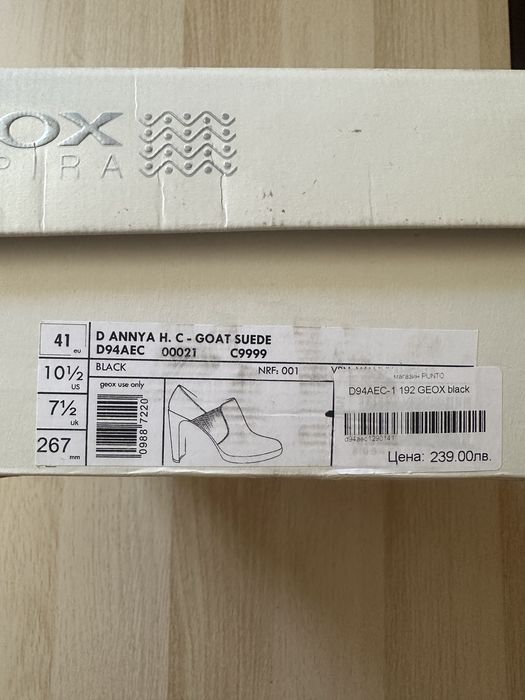 OX
PIRA
41 eu
D ANNYA H. C - GOAT SUEDE
D94AEC 00021 C9999
10½ us
BLACK NRF: 001
7½ uk
geox use only
0988 7220
267 mm
магазин PUNTO
D94AEC-1 192 GEOX black
Цена: 239.00лв.